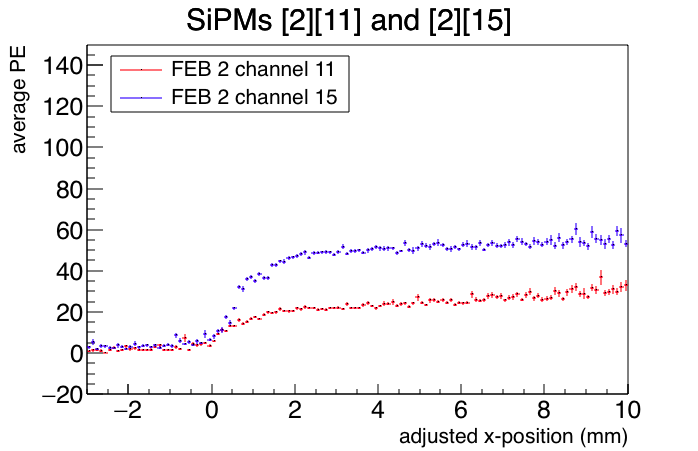 SiPMs [2][11] and [2][15]
average PE
FEB 2 channel 11
FEB 2 channel 15
140
120
100
80
60
40
20
0
−20
−2 0 2 4 6 8 10
adjusted x-position (mm)